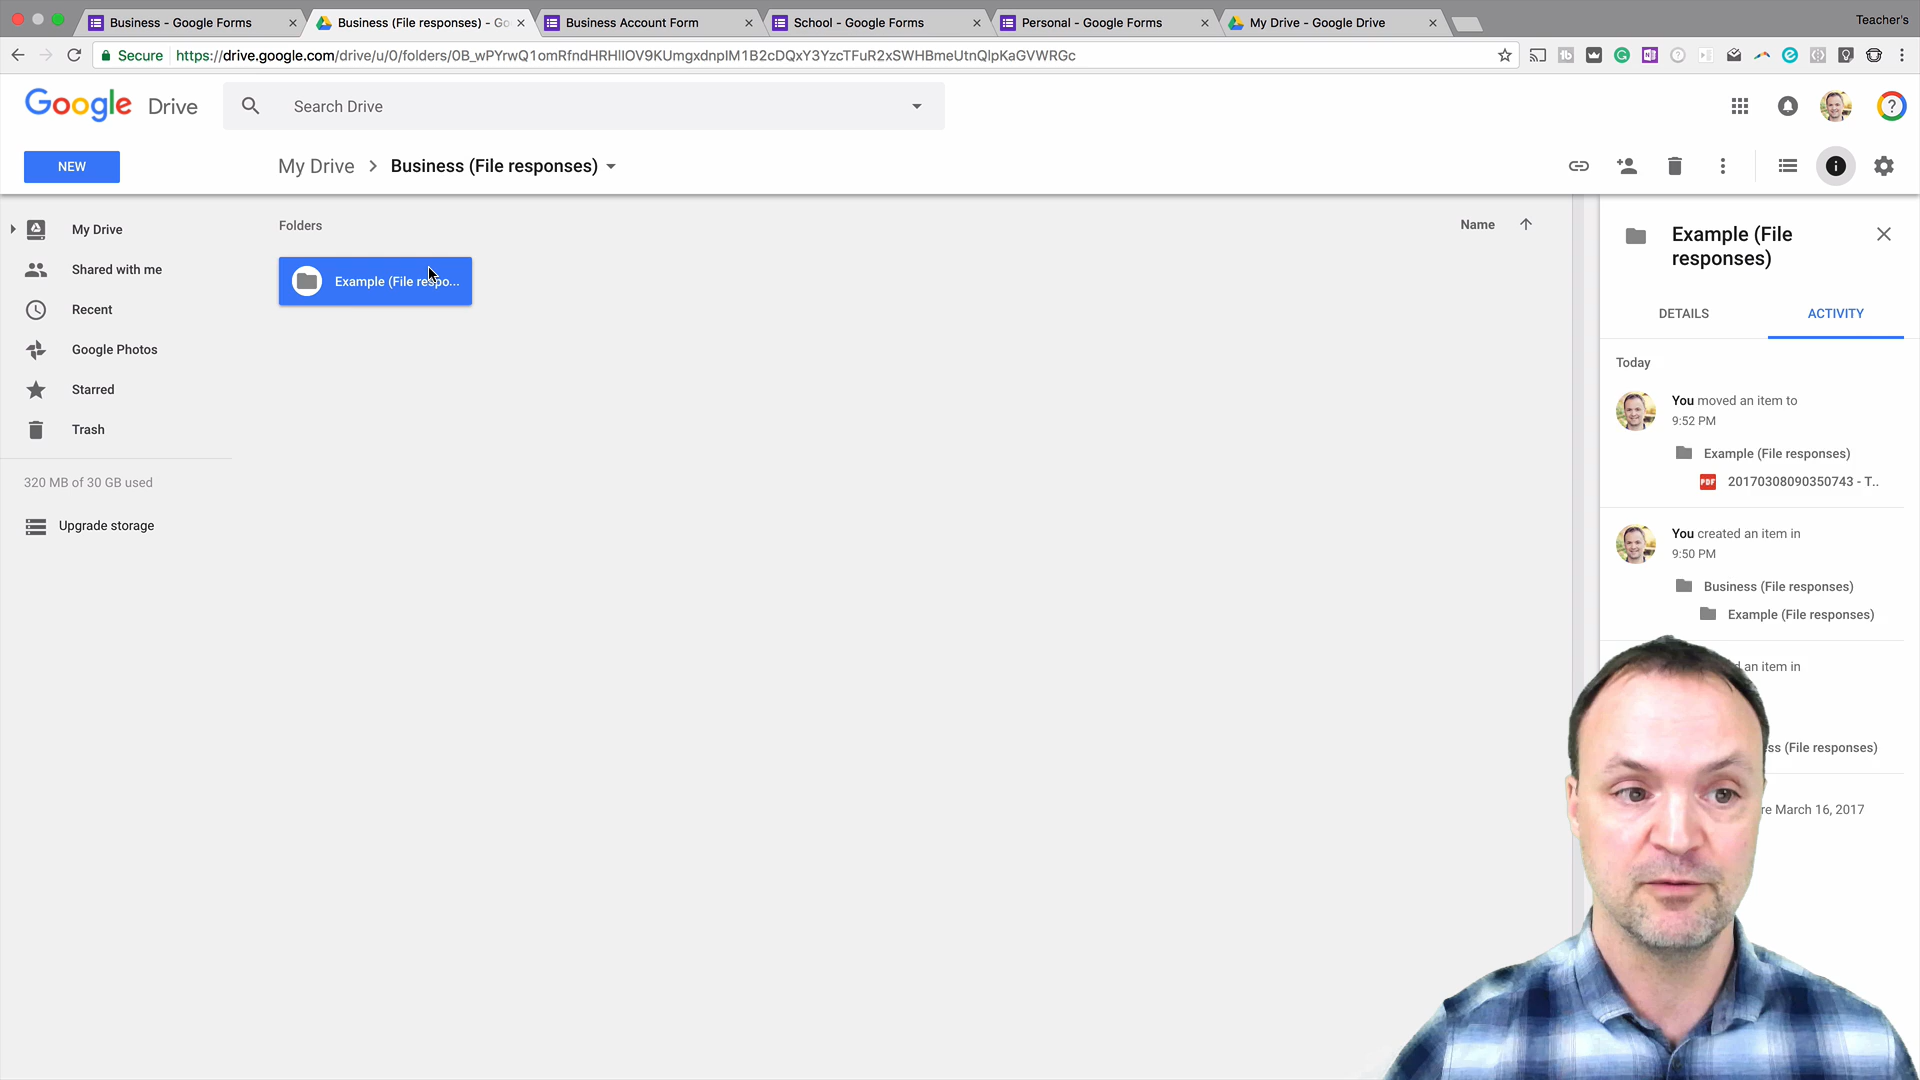 Business - Google Forms
Business (File responses) - Go
Business Account Form
School - Google Forms
Personal - Google Forms
My Drive - Google Drive
Teacher's
Secure
https://drive.google.com/drive/u/0/folders/0B_wPYrwQ1omRfndHRHlIOV9KUmgxdnpIM1B2cDQxY3YzcTFuR2xSWHBmeUtnQlpKaGVWRGc
Google Drive
Search Drive
NEW
My Drive > Business (File responses)
My Drive
Shared with me
Recent
Google Photos
Starred
Trash
320 MB of 30 GB used
Upgrade storage
Folders
Name
Example (File respo...
Example (File
responses)
DETAILS
ACTIVITY
Today
You moved an item to
9:52 PM
Example (File responses)
PDF
20170308090350743 - T..
You created an item in
9:50 PM
Business (File responses)
Example (File responses)
an item in
ss (File responses)
March 16, 2017